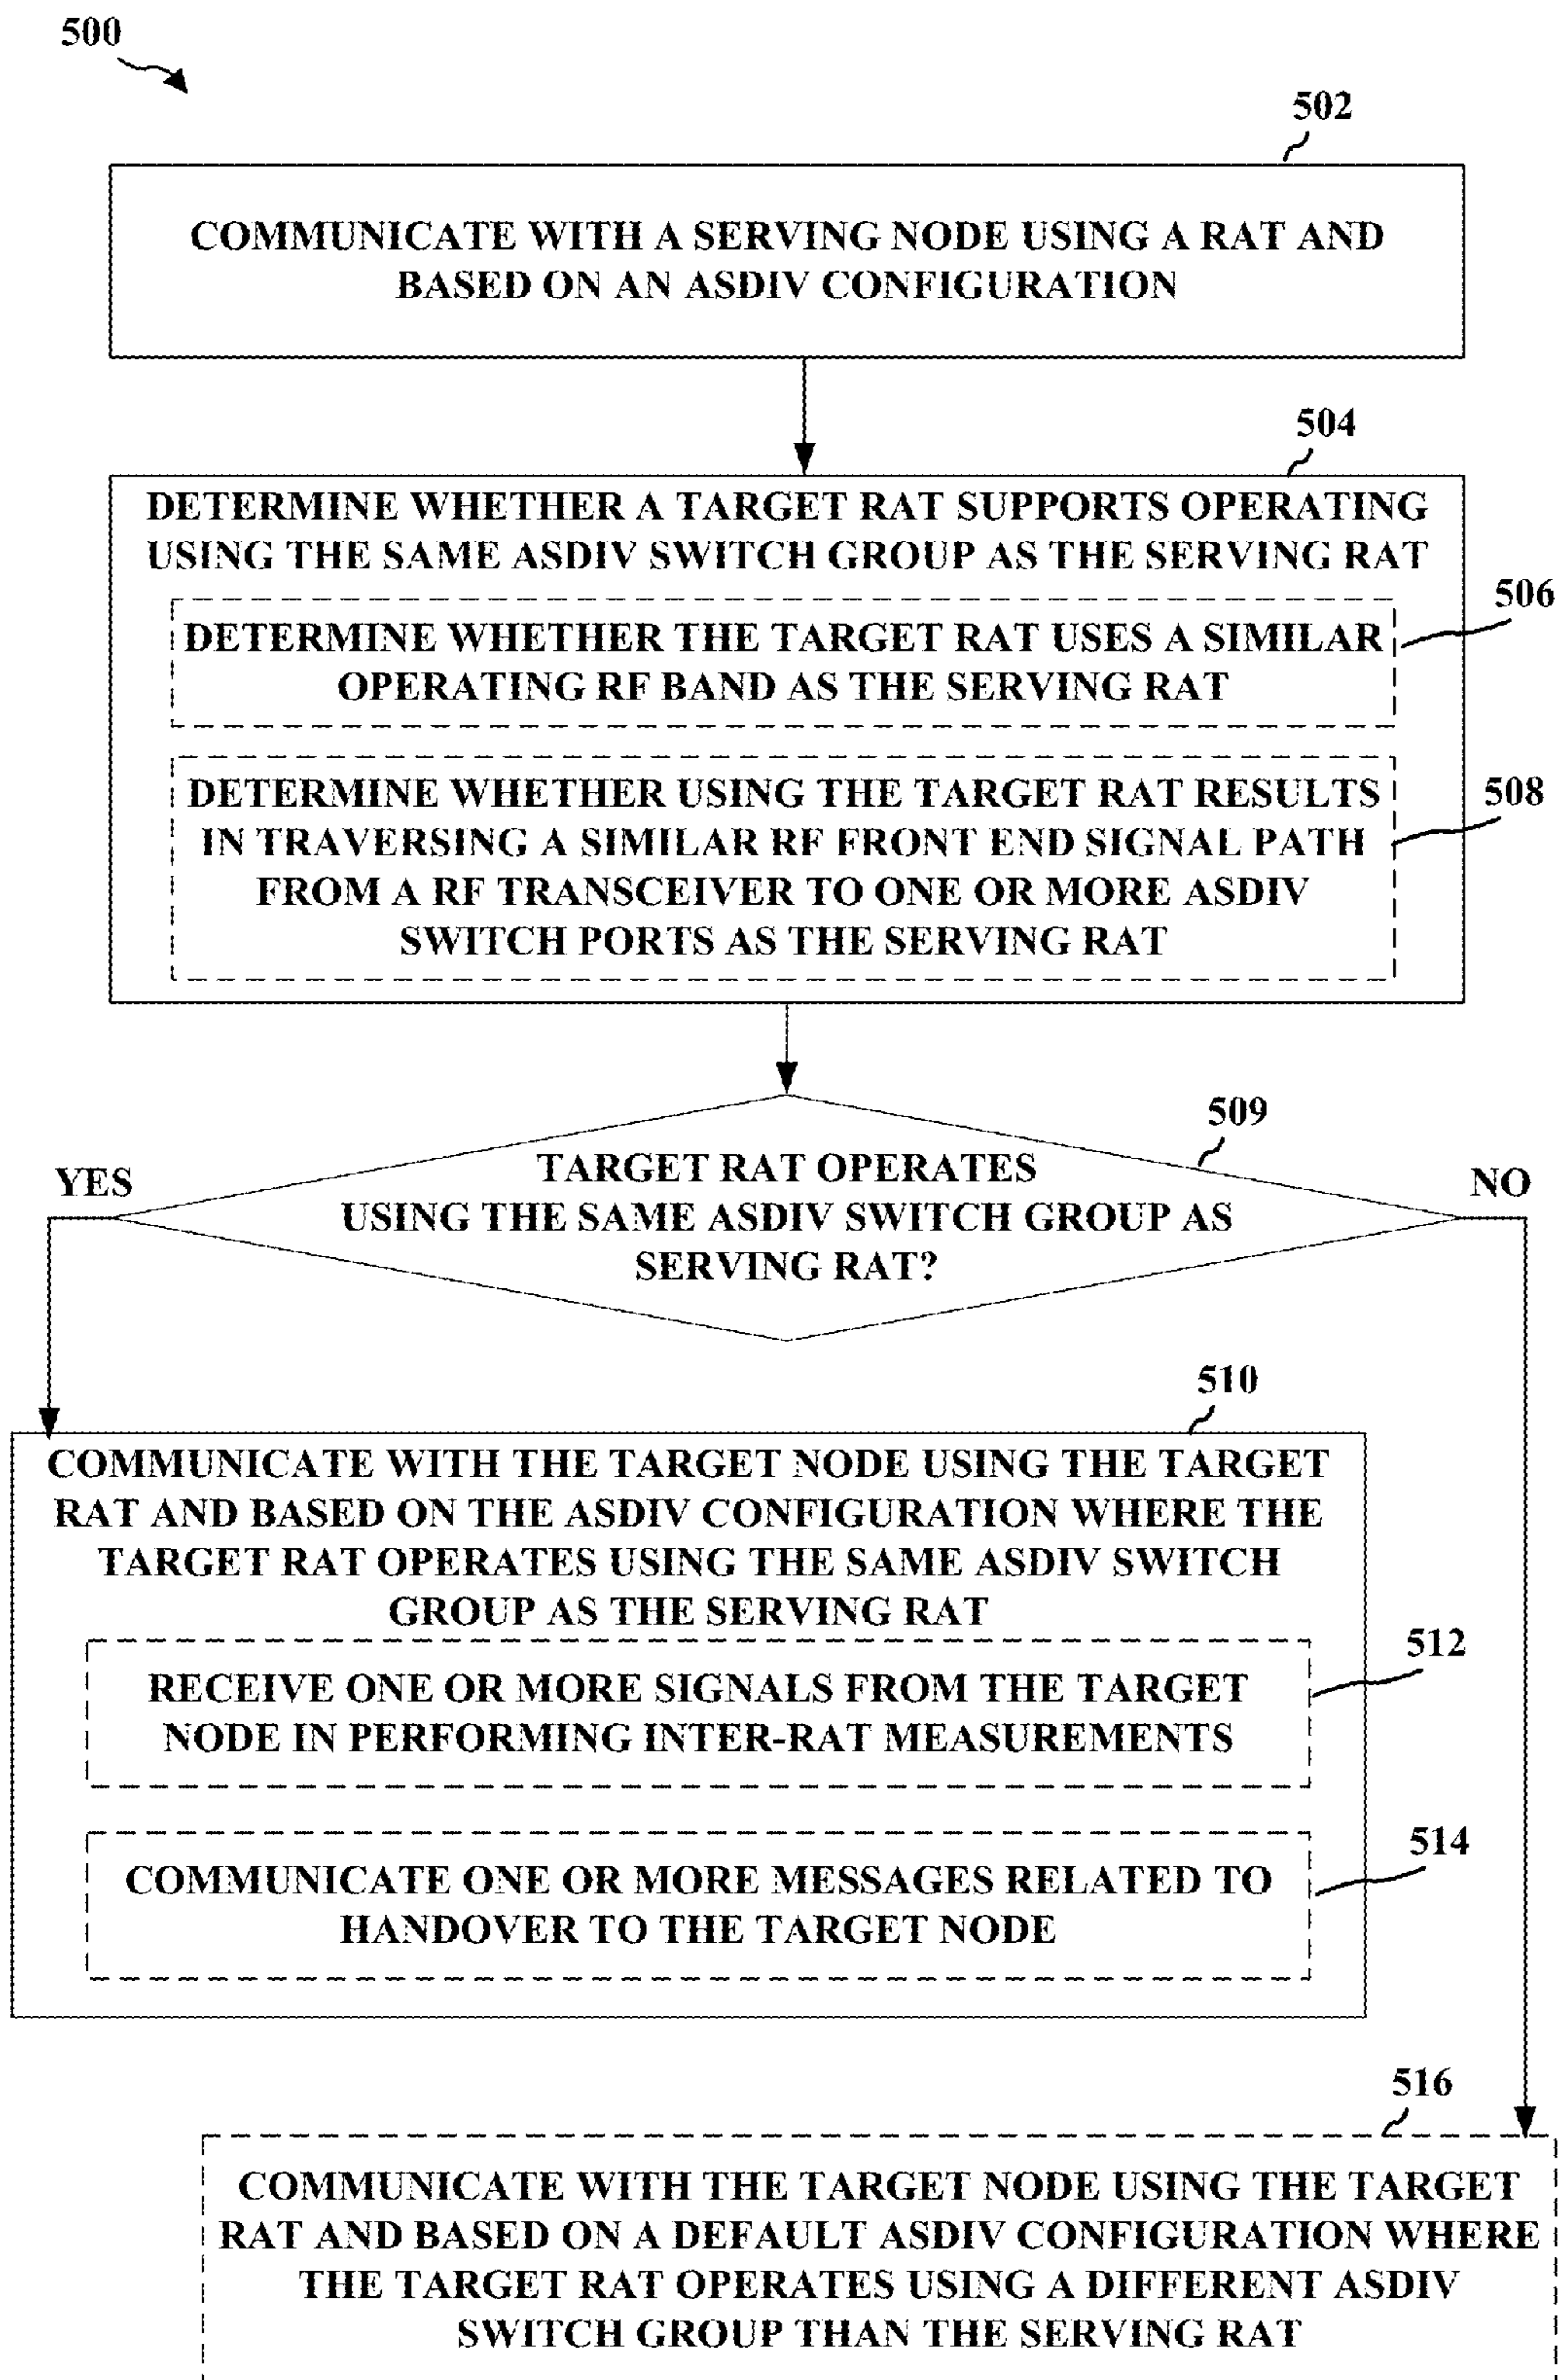 500
502
COMMUNICATE WITH A SERVING NODE USING A RAT AND
BASED ON AN ASDIV CONFIGURATION
504
DETERMINE WHETHER A TARGET RAT SUPPORTS OPERATING
USING THE SAME ASDIV SWITCH GROUP AS THE SERVING RAT
506
DETERMINE WHETHER THE TARGET RAT USES A SIMILAR
OPERATING RF BAND AS THE SERVING RAT
508
DETERMINE WHETHER USING THE TARGET RAT RESULTS
IN TRAVERSING A SIMILAR RF FRONT END SIGNAL PATH
FROM A RF TRANSCEIVER TO ONE OR MORE ASDIV
SWITCH PORTS AS THE SERVING RAT
509
YES
TARGET RAT OPERATES
USING THE SAME ASDIV SWITCH GROUP AS
SERVING RAT?
NO
510
COMMUNICATE WITH THE TARGET NODE USING THE TARGET
RAT AND BASED ON THE ASDIV CONFIGURATION WHERE THE
TARGET RAT OPERATES USING THE SAME ASDIV SWITCH
GROUP AS THE SERVING RAT
512
RECEIVE ONE OR MORE SIGNALS FROM THE TARGET
NODE IN PERFORMING INTER-RAT MEASUREMENTS
514
COMMUNICATE ONE OR MORE MESSAGES RELATED TO
HANDOVER TO THE TARGET NODE
516
COMMUNICATE WITH THE TARGET NODE USING THE TARGET
RAT AND BASED ON A DEFAULT ASDIV CONFIGURATION WHERE
THE TARGET RAT OPERATES USING A DIFFERENT ASDIV
SWITCH GROUP THAN THE SERVING RAT